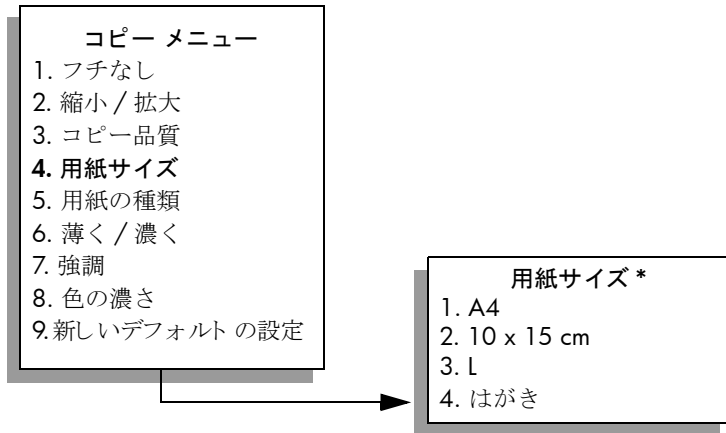 コピー メニュー
1. フチなし
2. 縮小 / 拡大
3. コピー品質
4. 用紙サイズ
5. 用紙の種類
6. 薄く / 濃く
7. 強調
8. 色の濃さ
9.新しいデフォルト の設定
用紙サイズ *
1. A4
2. 10 x 15 cm
3. L
4. はがき